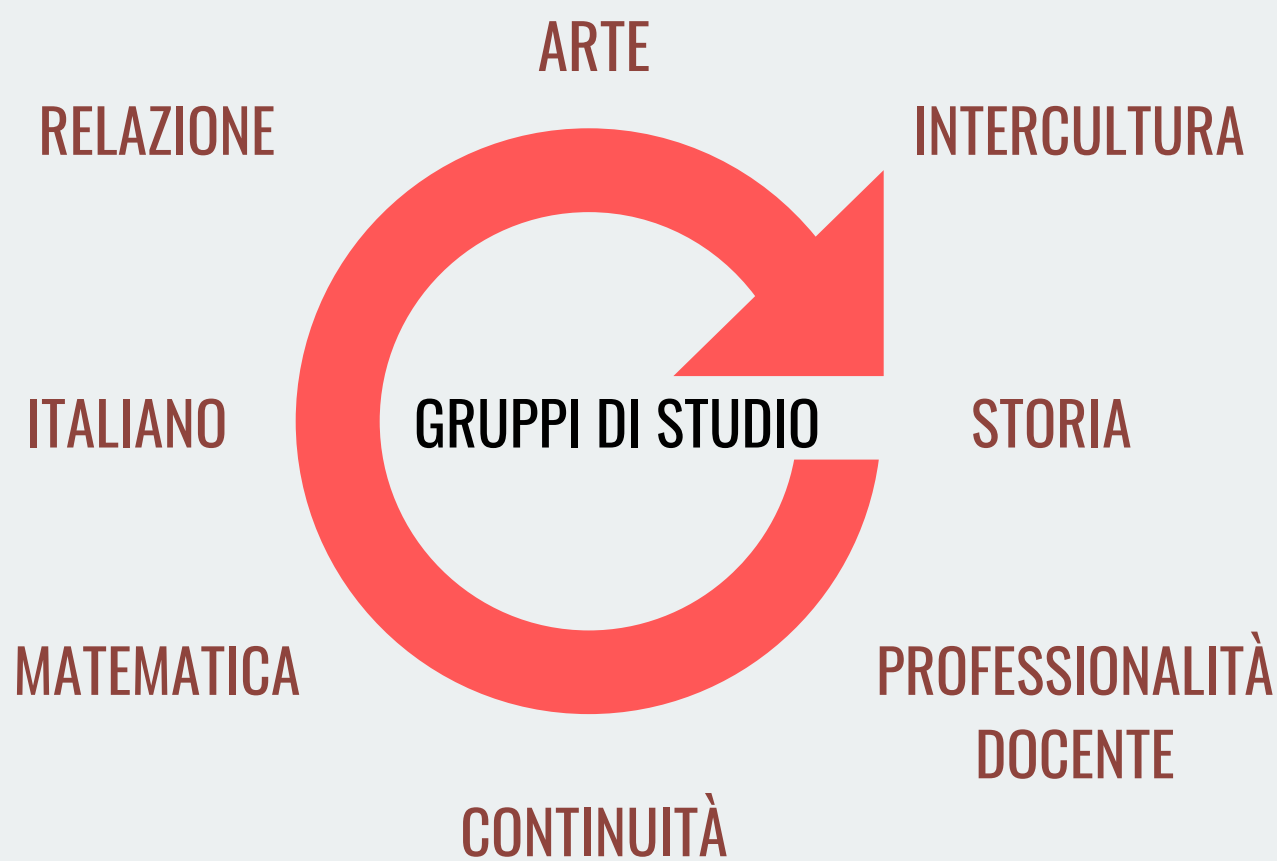 ARTE
RELAZIONE
INTERCULTURA
ITALIANO
GRUPPI DI STUDIO
STORIA
MATEMATICA
PROFESSIONALITÀ
DOCENTE
CONTINUITÀ